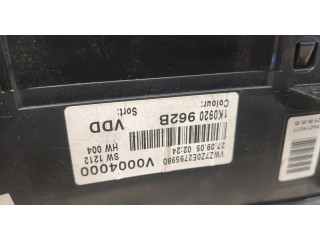 1K0920 962B
Colour:
Sort: VDD
VWZ7Z0E2795980
27.09.05 02:24
V0004000
SW 1212
HW 004